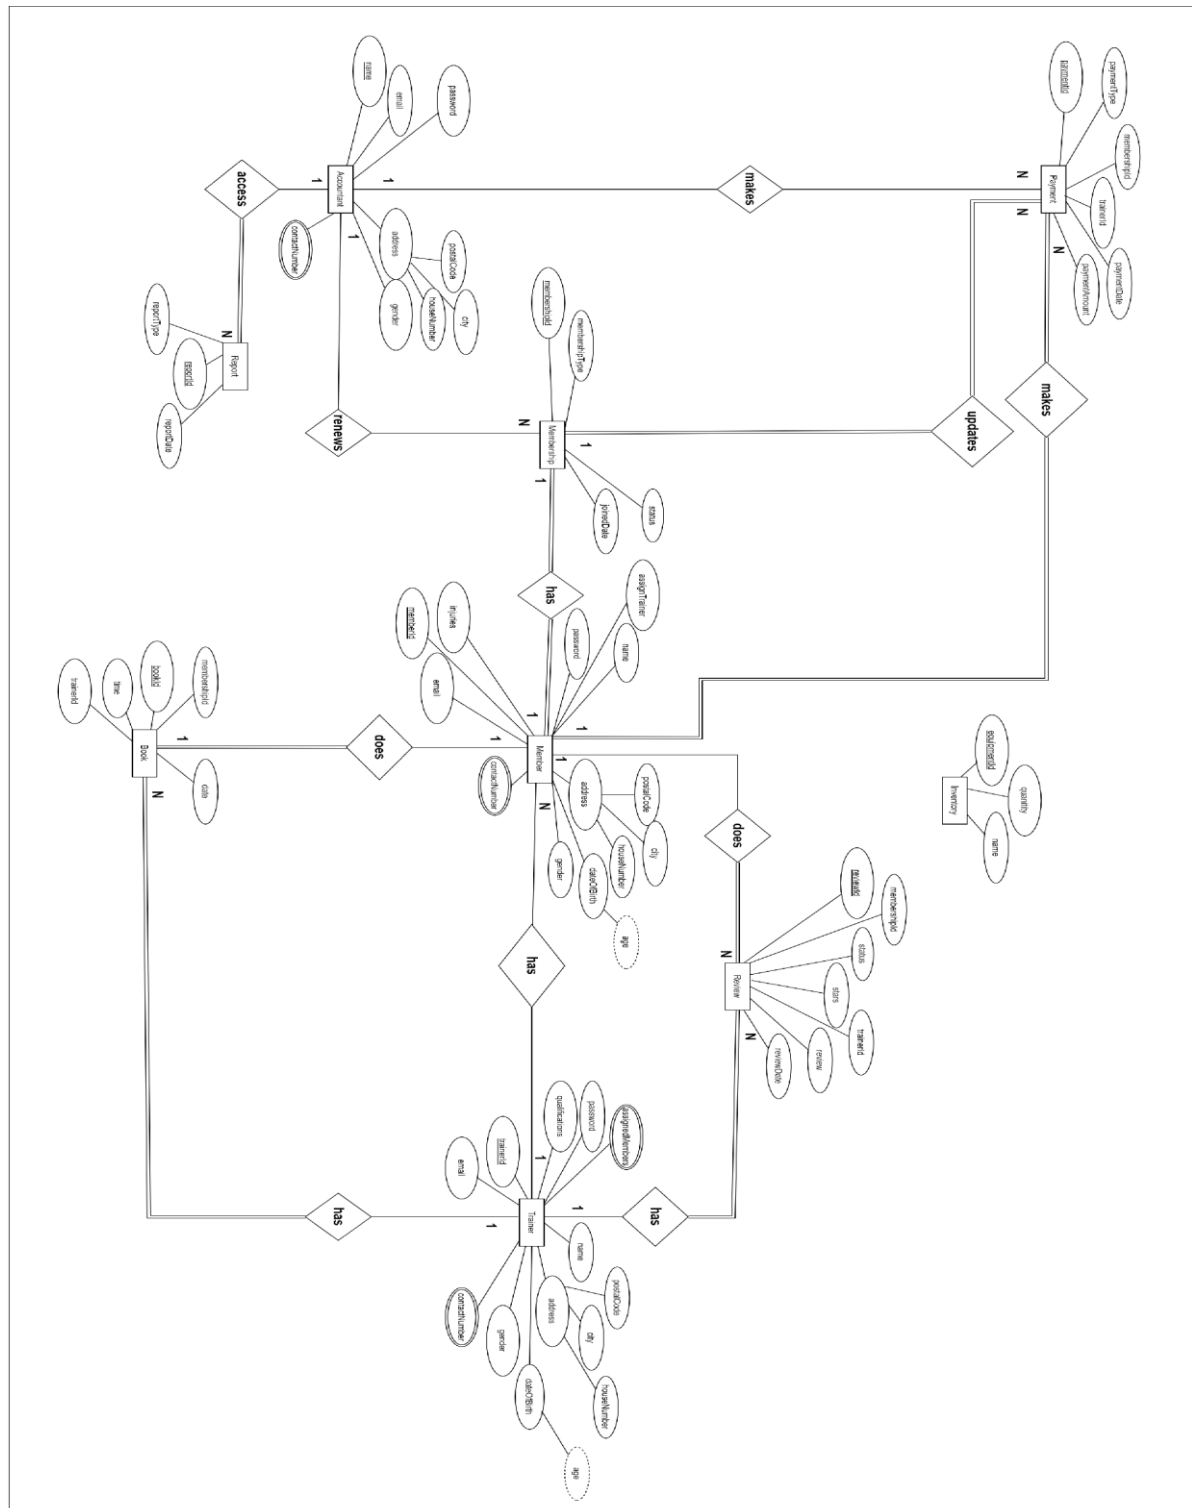 name
email
password
Accountant
contactNumber
address
postalCode
city
houseNumber
gender
1
1
1
access
makes
renews
N
reportType
Report
reportId
reportDate
paymentId
paymentType
membershipId
trainerId
paymentDate
paymentAmount
Payment
N
N
N
makes
updates
membershipId
membershipType
Membership
N
1
1
joinedDate
status
has
injuries
memberId
email
assignTrainer
password
name
Member
1
1
1
1
N
contactNumber
address
postalCode
city
houseNumber
dateOfBirth
gender
age
does
membershipId
bookId
time
trainerId
Book
1
N
date
equipmentId
Inventory
quantity
name
does
reviewId
membershipId
status
stars
trainerId
review
reviewDate
Review
N
N
has
has
has
assignedMembers
password
qualifications
trainerId
email
Trainer
1
1
1
name
address
postalCode
city
houseNumber
contactNumber
gender
dateOfBirth
age